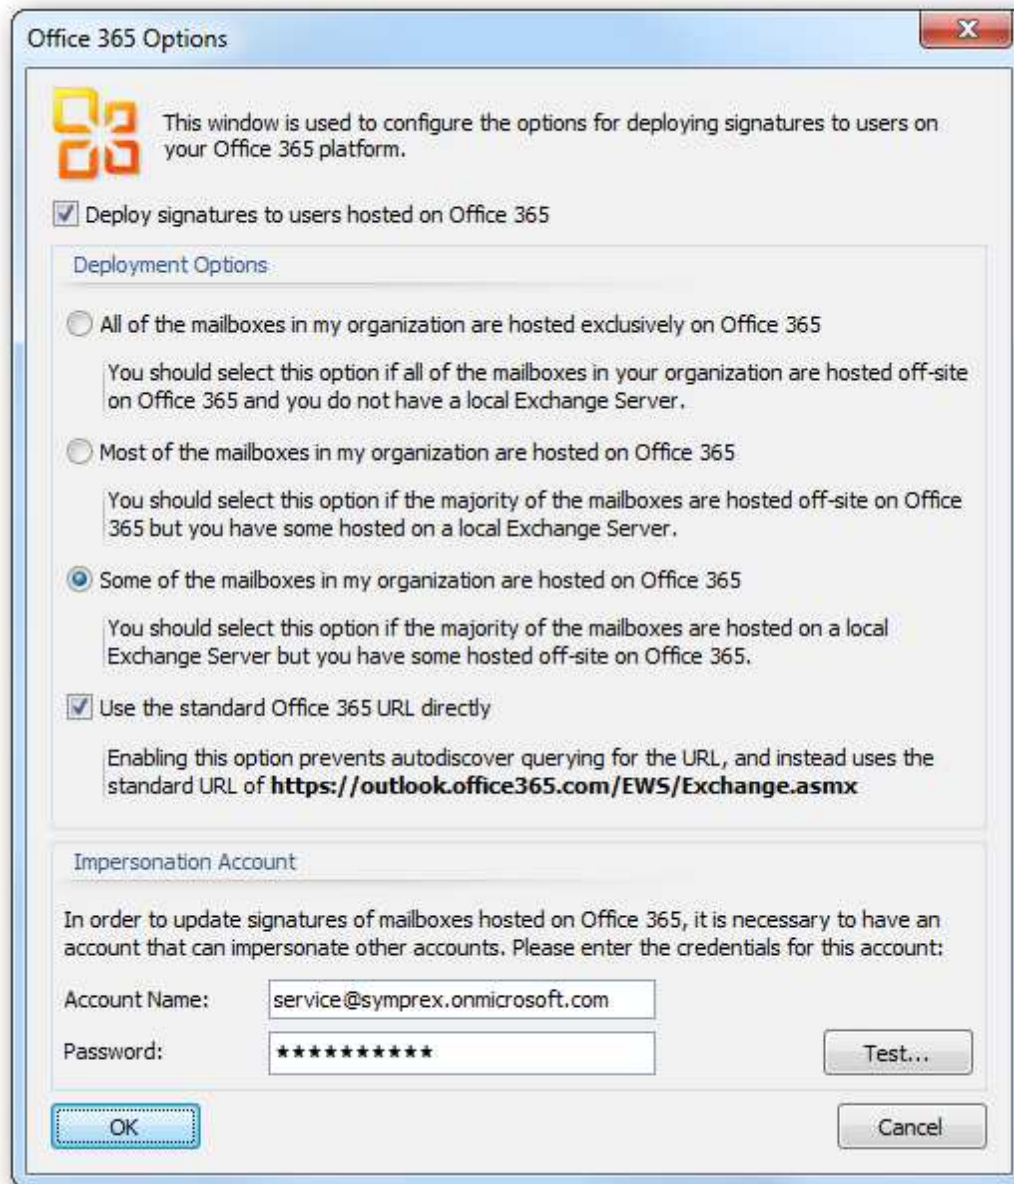 Office 365 Options
This window is used to configure the options for deploying signatures to users on
your Office 365 platform.
Deploy signatures to users hosted on Office 365
Deployment Options
All of the mailboxes in my organization are hosted exclusively on Office 365
You should select this option if all of the mailboxes in your organization are hosted off-site
on Office 365 and you do not have a local Exchange Server.
Most of the mailboxes in my organization are hosted on Office 365
You should select this option if the majority of the mailboxes are hosted off-site on Office
365 but you have some hosted on a local Exchange Server.
Some of the mailboxes in my organization are hosted on Office 365
You should select this option if the majority of the mailboxes are hosted on a local
Exchange Server but you have some hosted off-site on Office 365.
Use the standard Office 365 URL directly
Enabling this option prevents autodiscover querying for the URL, and instead uses the
standard URL of https://outlook.office365.com/EWS/Exchange.asmx
Impersonation Account
In order to update signatures of mailboxes hosted on Office 365, it is necessary to have an
account that can impersonate other accounts. Please enter the credentials for this account:
Account Name: service@symprex.onmicrosoft.com
Password: ********** Test...
OK Cancel